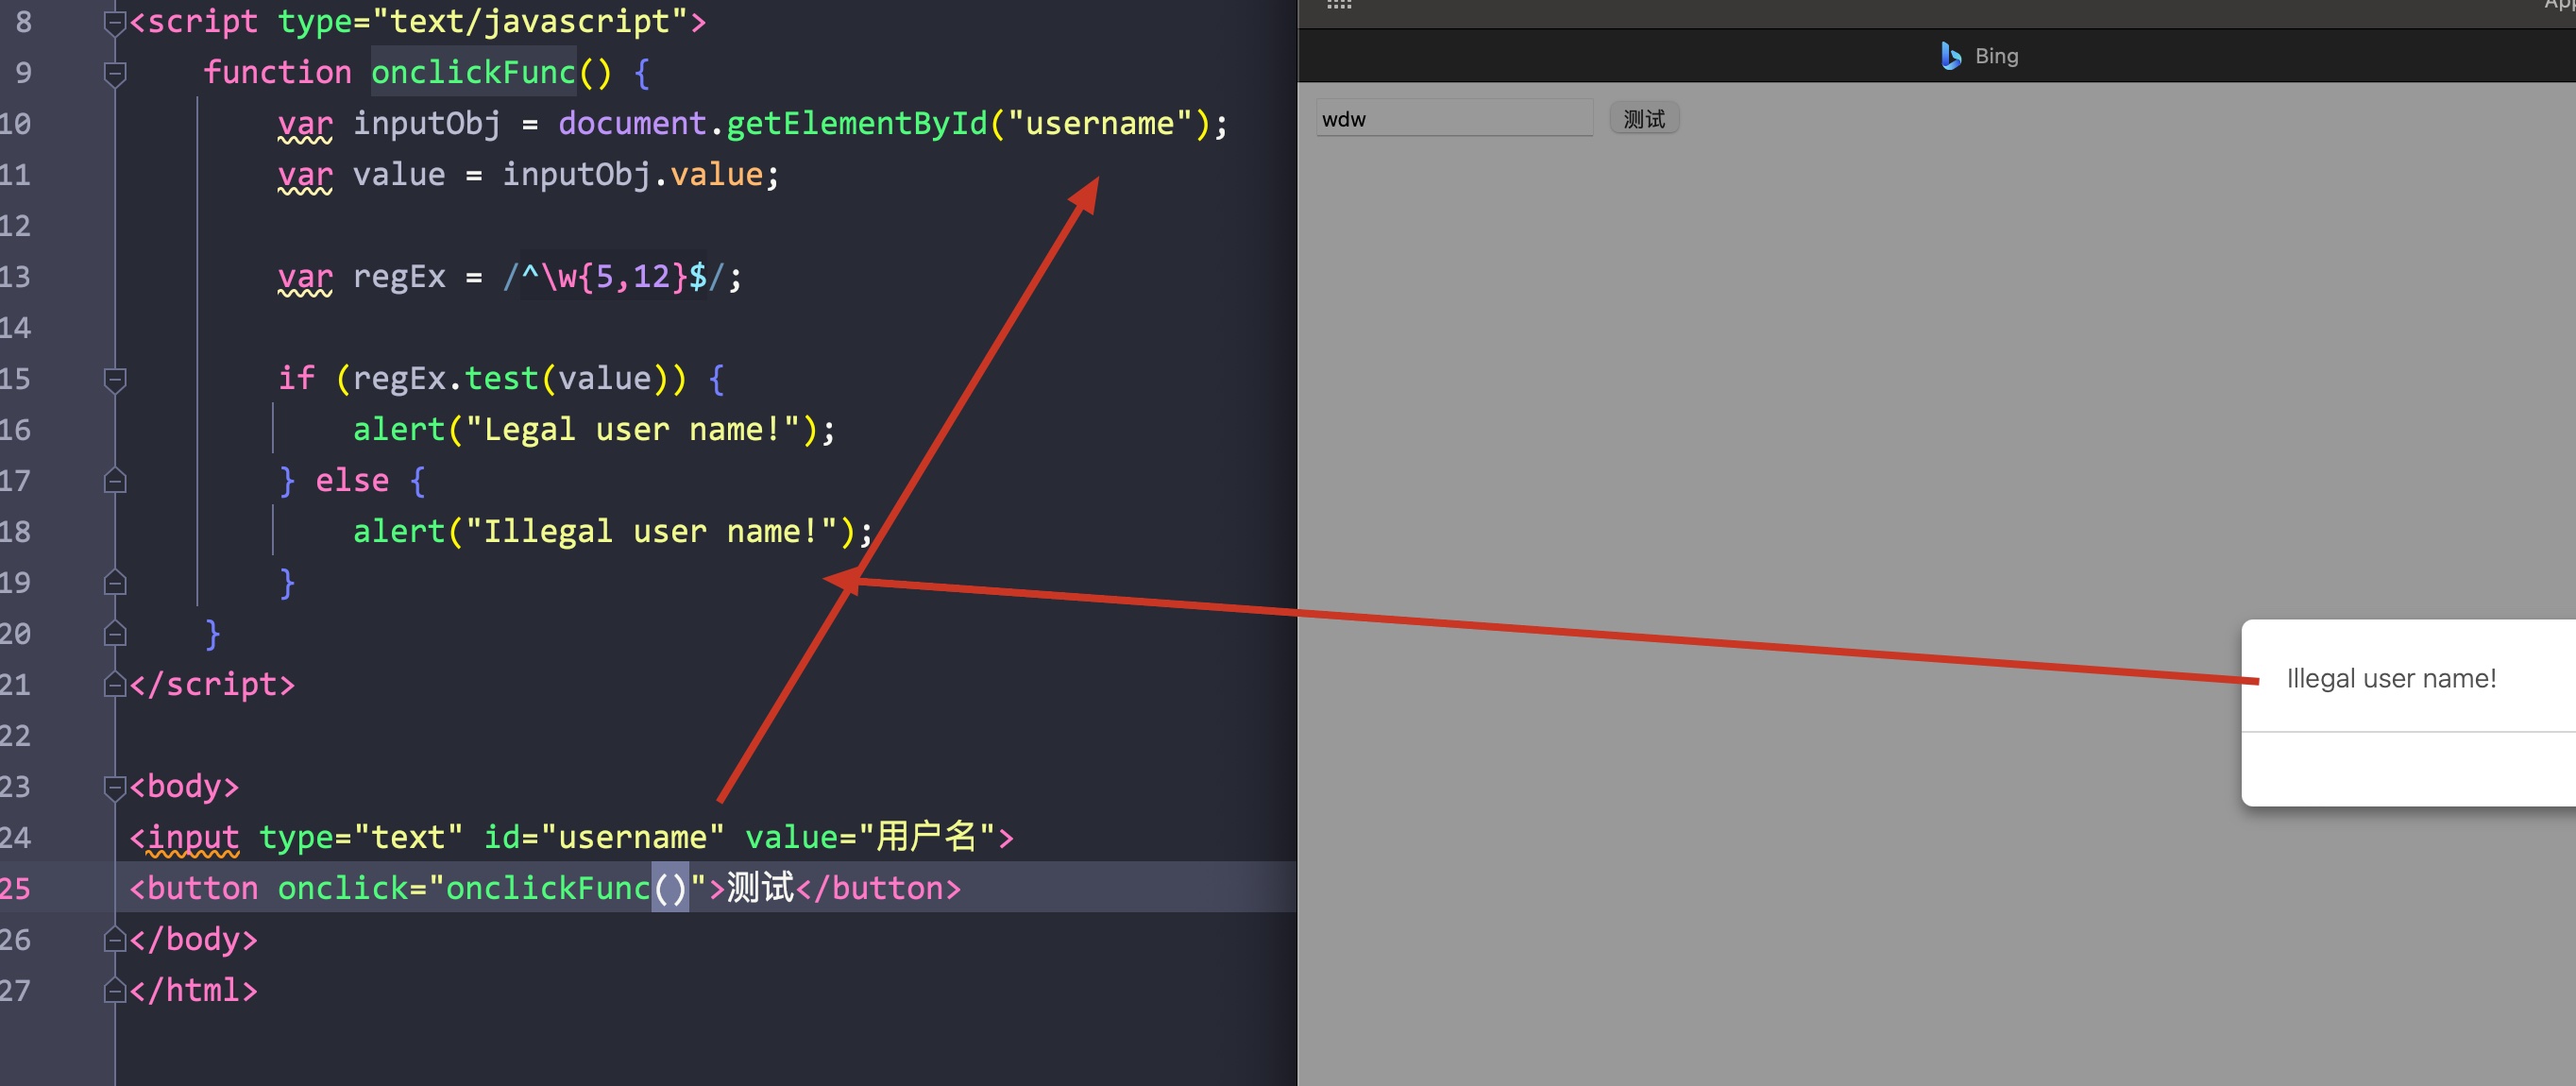 8 <script type="text/javascript">
9 function onclickFunc() {
10 var inputObj = document.getElementById("username");
11 var value = inputObj.value;
12
13 var regEx = /^\w{5,12}$/;
14
15 if (regEx.test(value)) {
16 alert("Legal user name!");
17 } else {
18 alert("Illegal user name!");
19 }
20 }
21 </script>
22
23 <body>
24 <input type="text" id="username" value="用户名">
25 <button onclick="onclickFunc()">测试</button>
26 </body>
27 </html>
Bing
wdw 测试
Illegal user name!